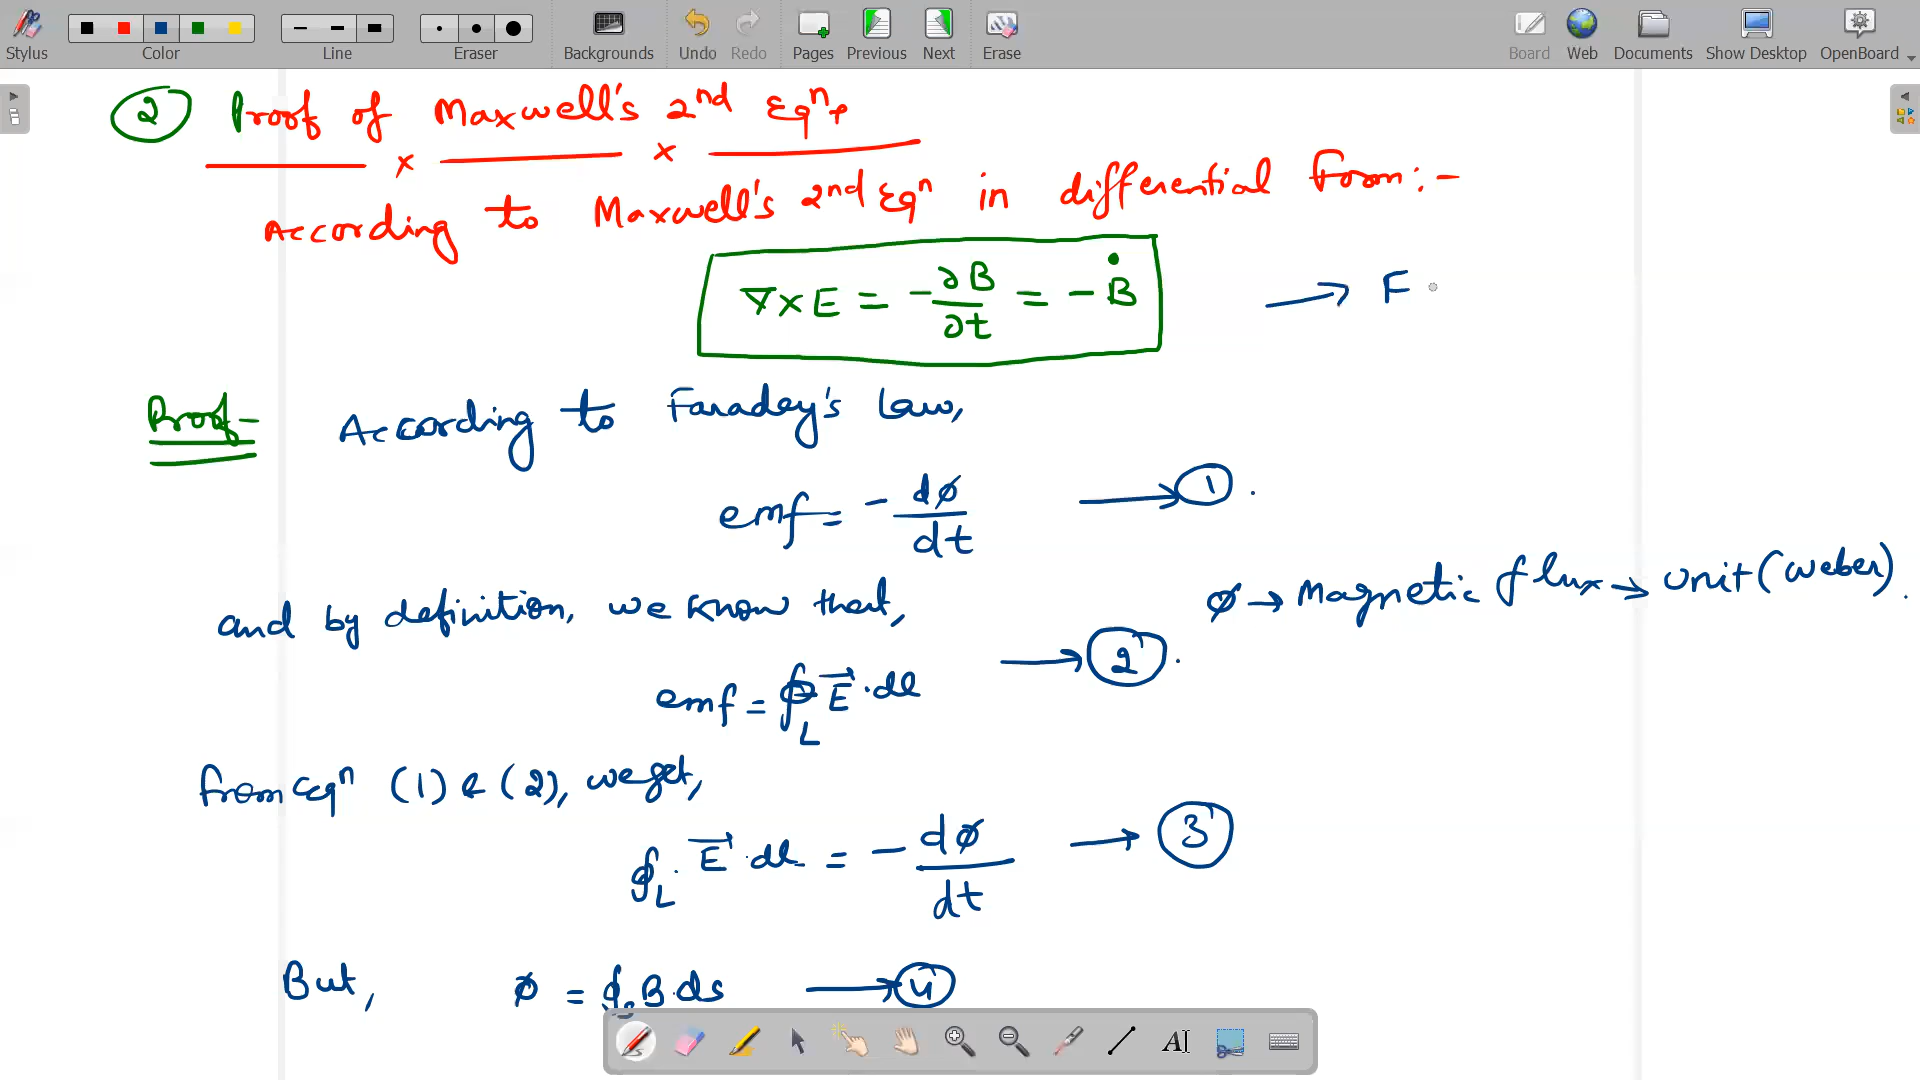 Stylus Color Line Eraser Backgrounds Undo Redo Pages Previous Next Erase Board Web Documents Show Desktop OpenBoard
② Proof of Maxwell's 2nd Eqn
According to Maxwell's 2nd Eqn in differential form:-
∇×E = -∂B/∂t = -Ḃ → F
Proof- According to Faraday's Law,
emf = -dϕ/dt → ①.
and by definition, we know that,
ϕ → Magnetic flux → unit (weber).
emf = ∮L E⃗·dl → ②.
from eqn (1) & (2), we get,
∮L E⃗·dl = -dϕ/dt → ③
But, ϕ = ∮s B·ds → ④